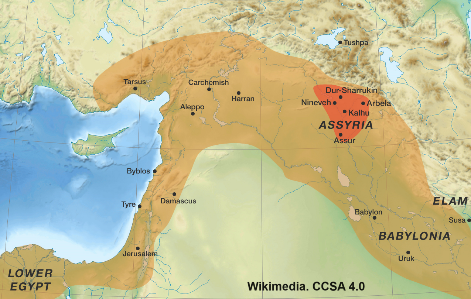 Tushpa
Tarsus
Carchemish
Harran
Aleppo
Dur-Sharrukin
Nineveh
Arbela
Kalhu
ASSYRIA
Assur
Byblos
Damascus
Tyre
ELAM
Susa
Babylon
BABYLONIA
Jerusalem
Uruk
LOWER
EGYPT
Wikimedia. CCSA 4.0